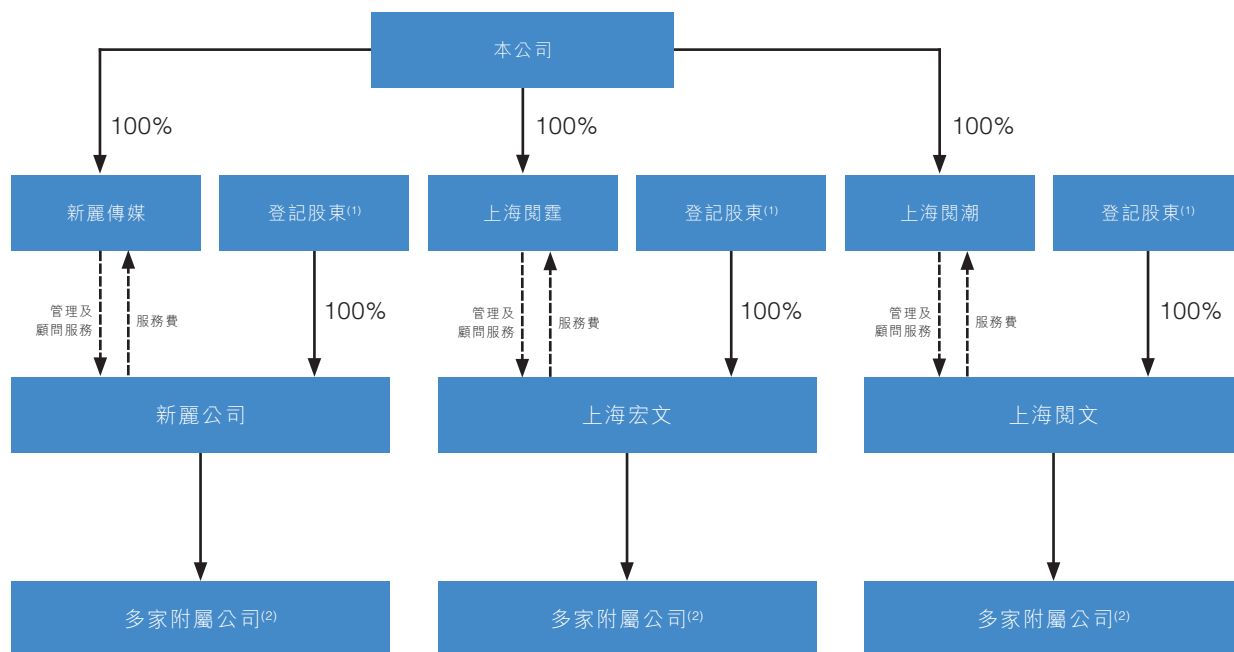 本公司
100%
100%
100%
新麗傳媒
登記股東(1)
上海閱霆
登記股東(1)
上海閱潮
登記股東(1)
管理及
顧問服務
服務費
100%
管理及
顧問服務
服務費
100%
管理及
顧問服務
服務費
100%
新麗公司
上海宏文
上海閱文
多家附屬公司(2)
多家附屬公司(2)
多家附屬公司(2)